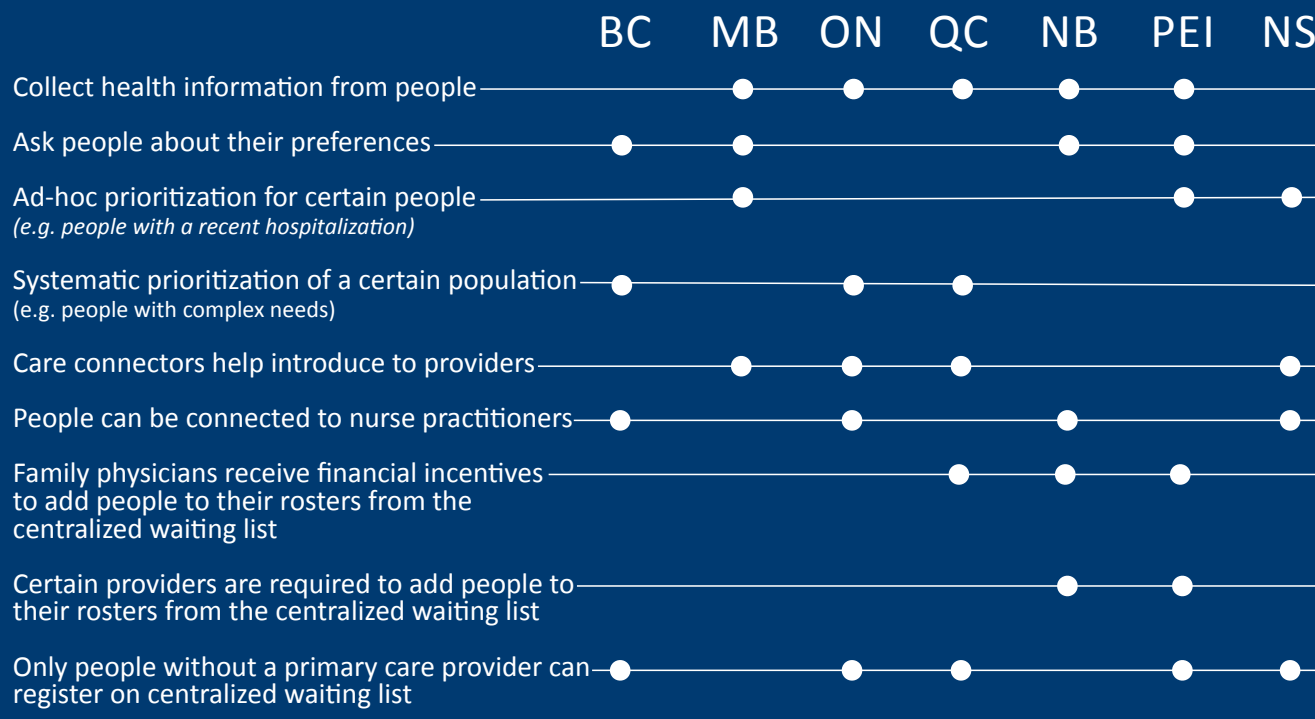 BC MB ON QC NB PEI NS
Collect health information from people
Ask people about their preferences
Ad-hoc prioritization for certain people
(e.g. people with a recent hospitalization)
Systematic prioritization of a certain population
(e.g. people with complex needs)
Care connectors help introduce to providers
People can be connected to nurse practitioners
Family physicians receive financial incentives
to add people to their rosters from the
centralized waiting list
Certain providers are required to add people to
their rosters from the centralized waiting list
Only people without a primary care provider can
register on centralized waiting list